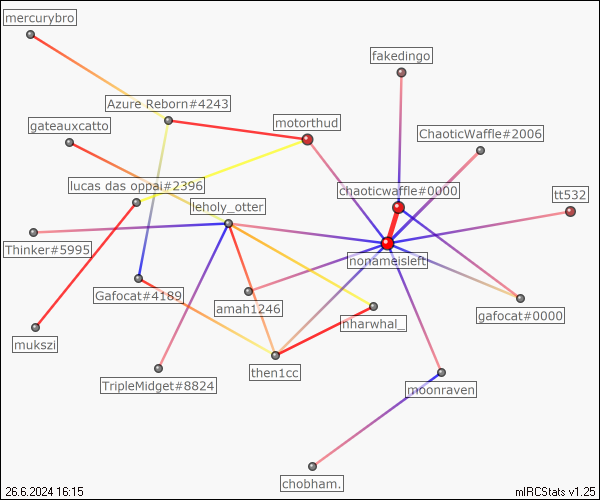 mercurybro
fakedingo
Azure Reborn#4243
gateauxcatto
motorthud
ChaoticWaffle#2006
lucas das oppai#2396
chaoticwaffle#0000
tt532
leholy_otter
Thinker#5995
nonameisleft
Gafocat#4189
amah1246
gafocat#0000
nharwhal_
mukszi
then1cc
TripleMidget#8824
moonraven
chobham.
26.6.2024 16:15
mIRCStats v1.25